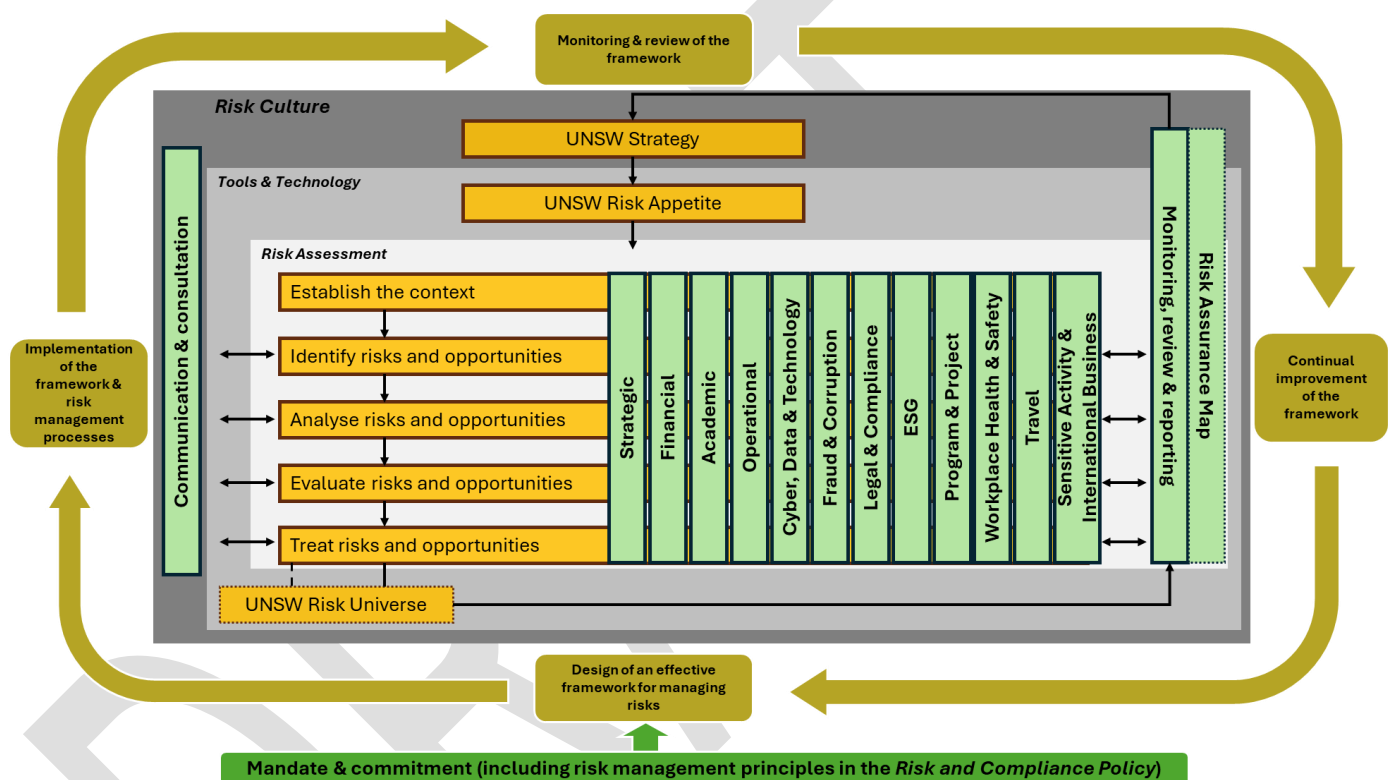 Monitoring & review of the
framework
Risk Culture
UNSW Strategy
Tools & Technology
UNSW Risk Appetite
Risk Assessment
Establish the context
Identify risks and opportunities
Analyse risks and opportunities
Evaluate risks and opportunities
Treat risks and opportunities
UNSW Risk Universe
Communication & consultation
Strategic
Financial
Academic
Operational
Cyber, Data & Technology
Fraud & Corruption
Legal & Compliance
ESG
Program & Project
Workplace Health & Safety
Travel
Sensitive Activity &
International Business
Monitoring, review & reporting
Risk Assurance Map
Implementation
of the
framework &
risk
management
processes
Continual
improvement
of the
framework
Design of an effective
framework for managing
risks
Mandate & commitment (including risk management principles in the Risk and Compliance Policy)